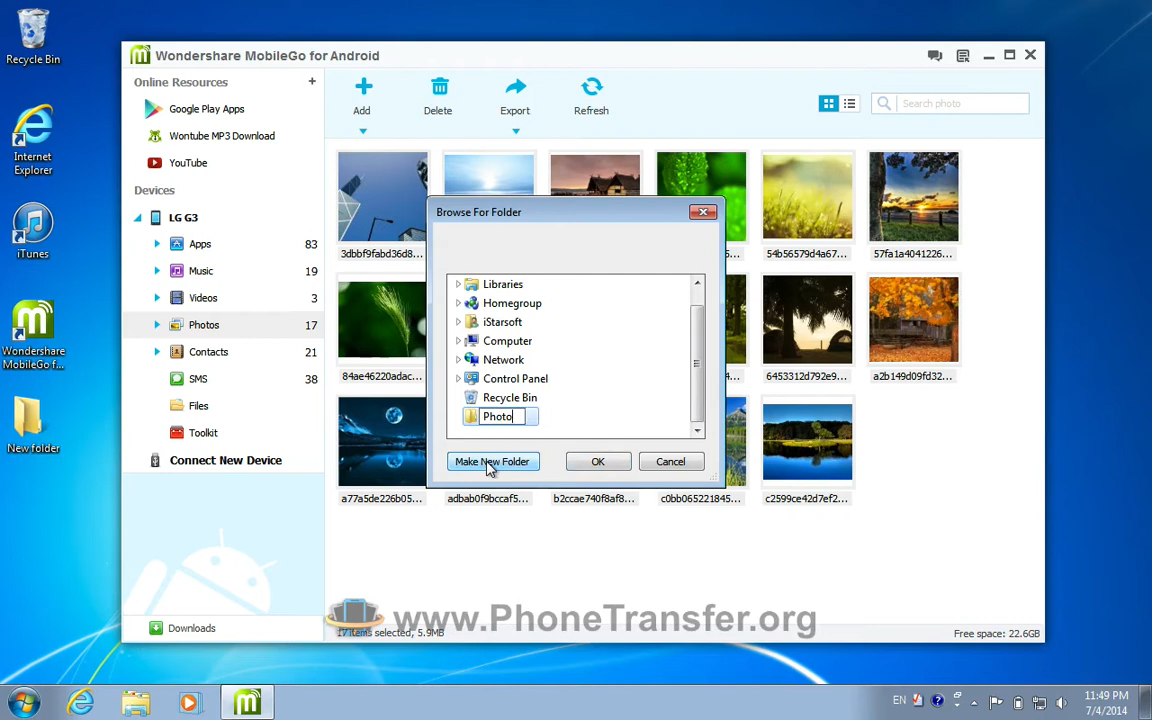 Recycle Bin
Internet
Explorer
iTunes
Wondershare
MobileGo f...
New folder
Wondershare MobileGo for Android
Online Resources +
Google Play Apps
Wontube MP3 Download
YouTube
Devices
LG G3
Apps 83
Music 19
Videos 3
Photos 17
Contacts 21
SMS 38
Files
Toolkit
Connect New Device
Downloads
Add
Delete
Export
Refresh
Search photo
3dbbf9fabd36d8...
54b56579d4a67...
57fa1a4041226...
84ae46220adac...
6453312d792e9...
a2b149d09fd32...
a77a5de226b05...
adbab0f9bccaf5...
b2ccae740f8af8...
c0bb065221845...
c2599ce42d7ef2...
Browse For Folder
Libraries
Homegroup
iStarsoft
Computer
Network
Control Panel
Recycle Bin
Photo
Make New Folder
OK
Cancel
www.PhoneTransfer.org
17 items selected, 5.9MB
Free space: 22.6GB
EN
11:49 PM
7/4/2014